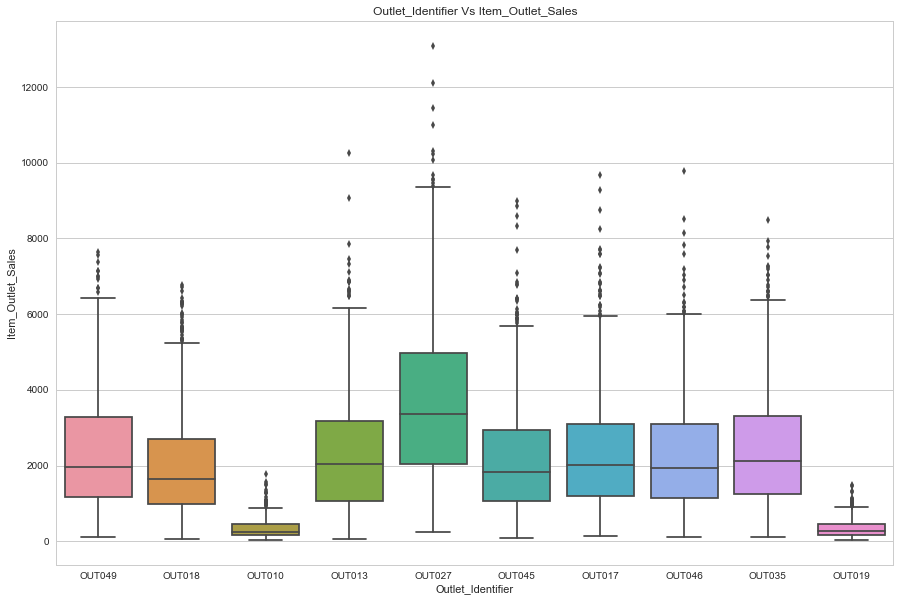 Outlet_Identifier Vs Item_Outlet_Sales
12000
10000
8000
6000
4000
2000
0
Item_Outlet_Sales
OUT049 OUT018 OUT010 OUT013 OUT027 OUT045 OUT017 OUT046 OUT035 OUT019
Outlet_Identifier